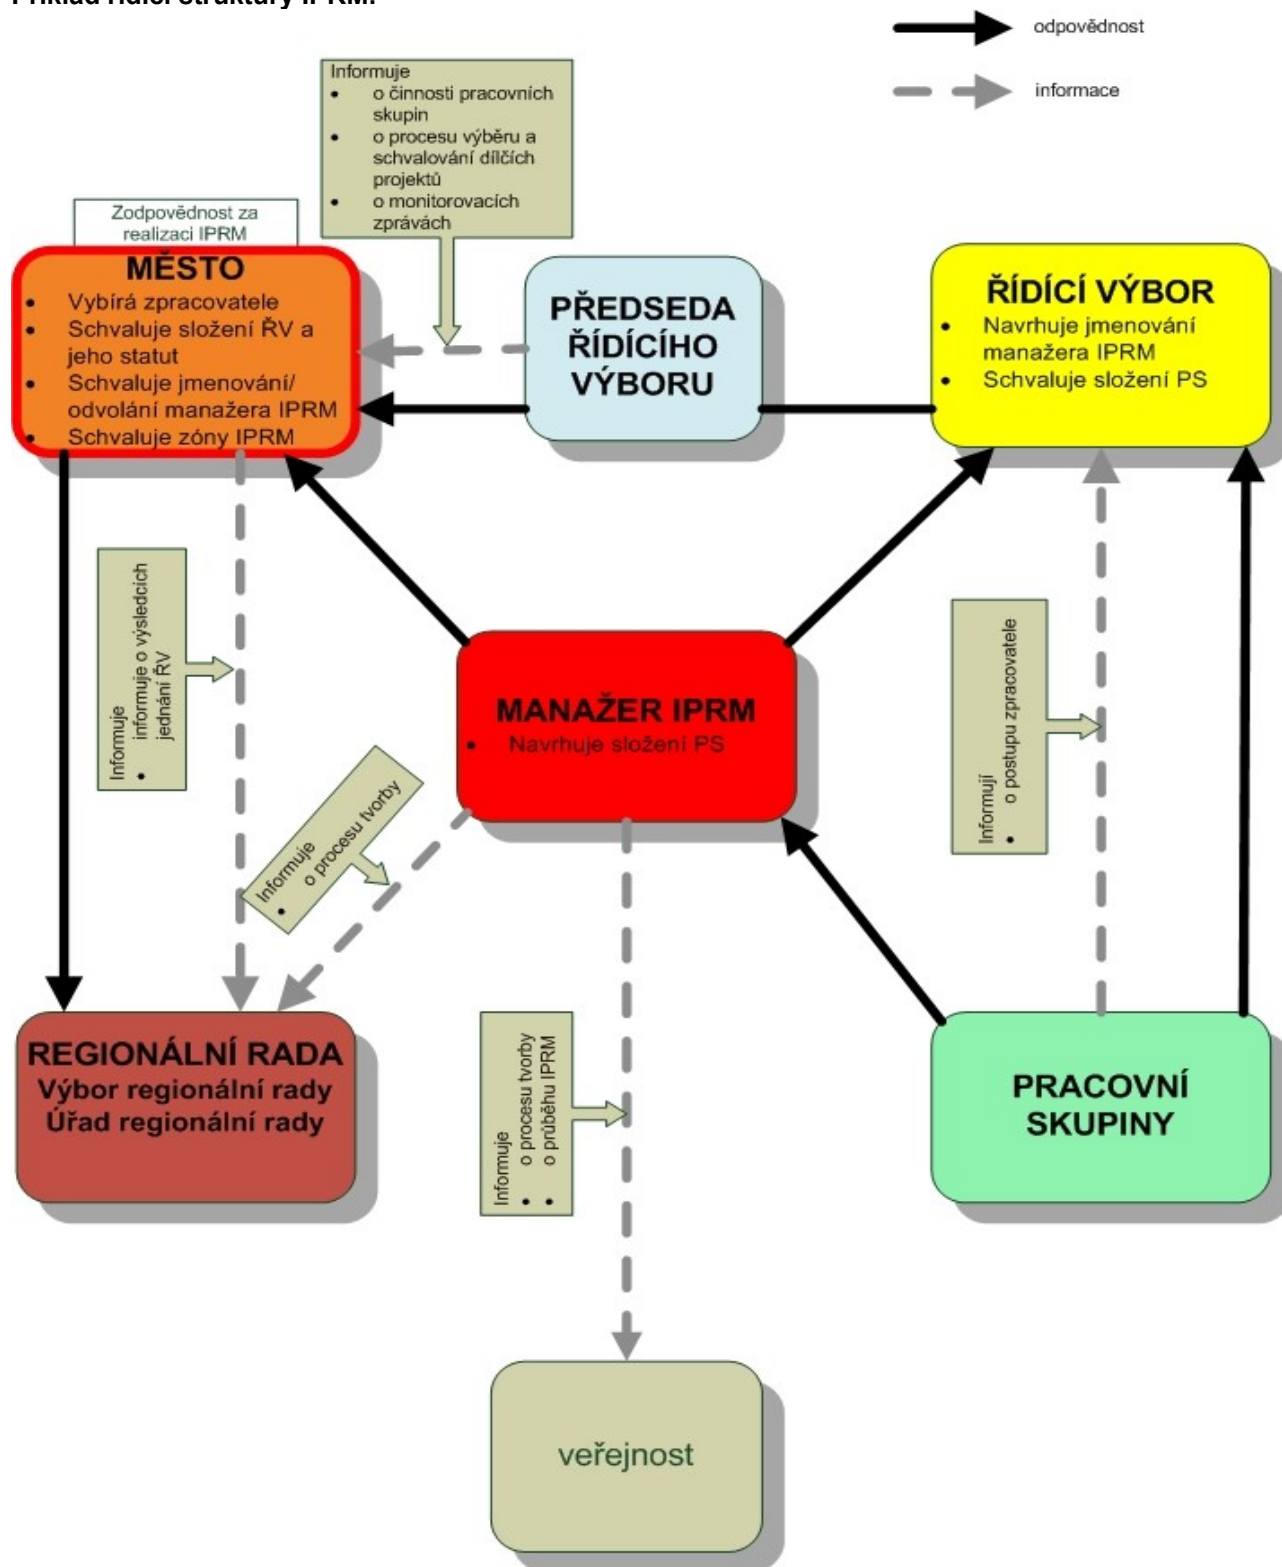 Příklad řídící struktury IPRM:
odpovědnost
informace
Informuje
• o činnosti pracovních
skupin
• o procesu výběru a
schvalování dílčích
projektů
• o monitorovacích
zprávách
Zodpovědnost za
realizaci IPRM
MĚSTO
• Vybírá zpracovatele
• Schvaluje složení ŘV a
jeho statut
• Schvaluje jmenování/
odvolání manažera IPRM
• Schvaluje zóny IPRM
PŘEDSEDA
ŘÍDÍCÍHO
VÝBORU
ŘÍDÍCÍ VÝBOR
• Navrhuje jmenování
manažera IPRM
• Schvaluje složení PS
Informuje
• informuje o výsledcích
jednání ŘV
MANAŽER IPRM
• Navrhuje složení PS
Informují
• o postupu zpracovatele
Informuje
• o procesu tvorby
REGIONÁLNÍ RADA
Výbor regionální rady
Úřad regionální rady
Informuje
• o procesu tvorby
• o průběhu IPRM
PRACOVNÍ
SKUPINY
veřejnost